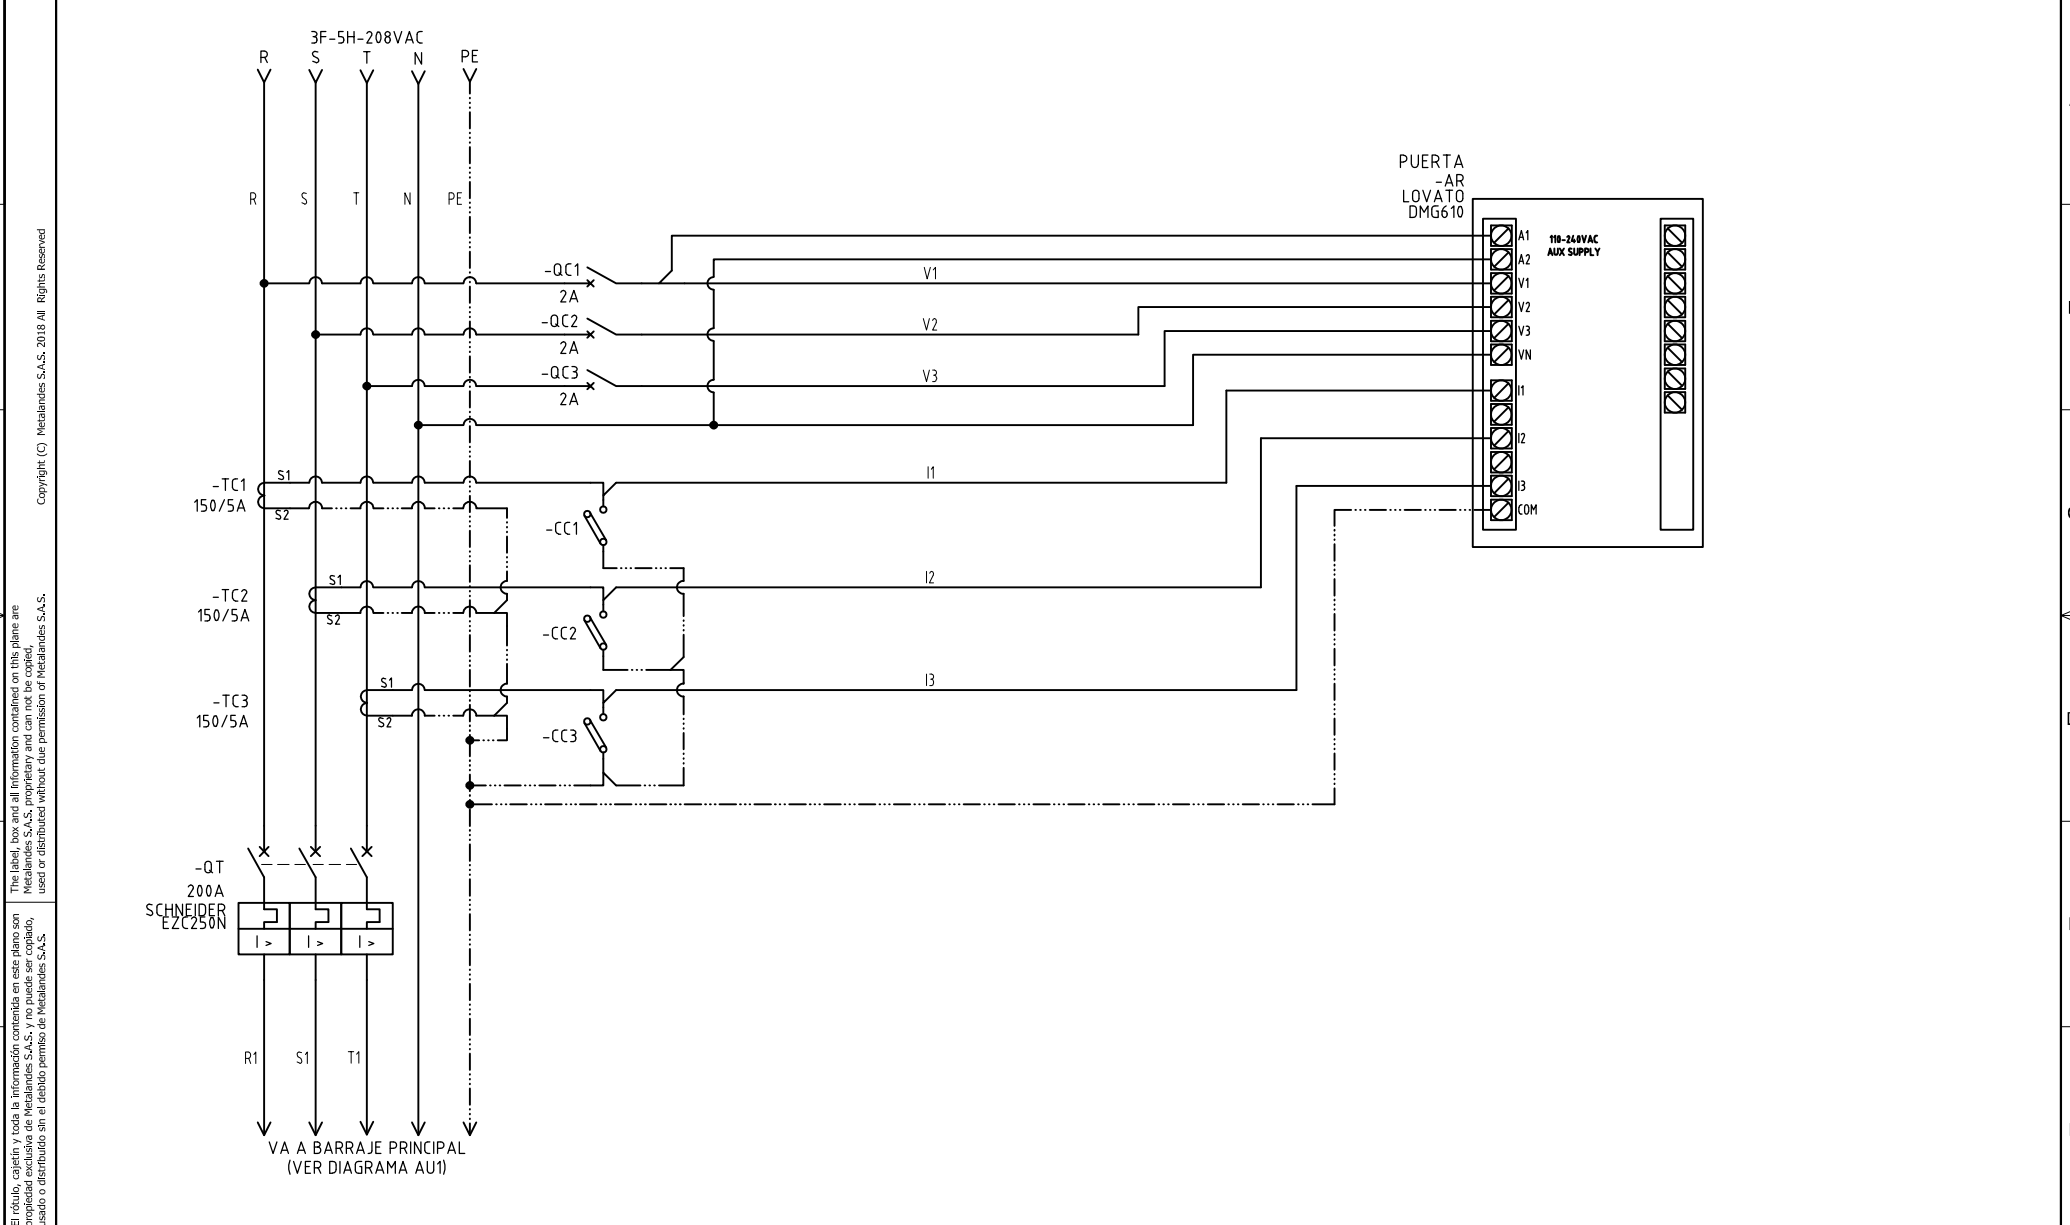 3F-5H-208VAC
R S T N PE
R S T N PE
PUERTA
-AR
LOVATO
DMG610
110-240VAC
AUX SUPPLY
A1
A2
V1
V2
V3
VN
I1
I2
I3
COM
-QC1
2A
V1
-QC2
2A
V2
-QC3
2A
V3
-TC1
150/5A
S1
S2
I1
-CC1
-TC2
150/5A
S1
S2
I2
-CC2
-TC3
150/5A
S1
S2
I3
-CC3
-QT
200A
SCHNEIDER
EZC250N
I > I > I >
R1 S1 T1
VA A BARRAJE PRINCIPAL
(VER DIAGRAMA AU1)
Copyright (C) Metalandes S.A.S. 2018 All Rights Reserved
The label, box and all information contained on this plane are
Metalandes S.A.S. proprietary and can not be copied,
used or distributed without due permission of Metalandes S.A.S.
El rótulo, cajetín y toda la información contenida en este plano son
propiedad exclusiva de Metalandes S.A.S. y no puede ser copiado,
usado o distribuido sin el debido permiso de Metalandes S.A.S.